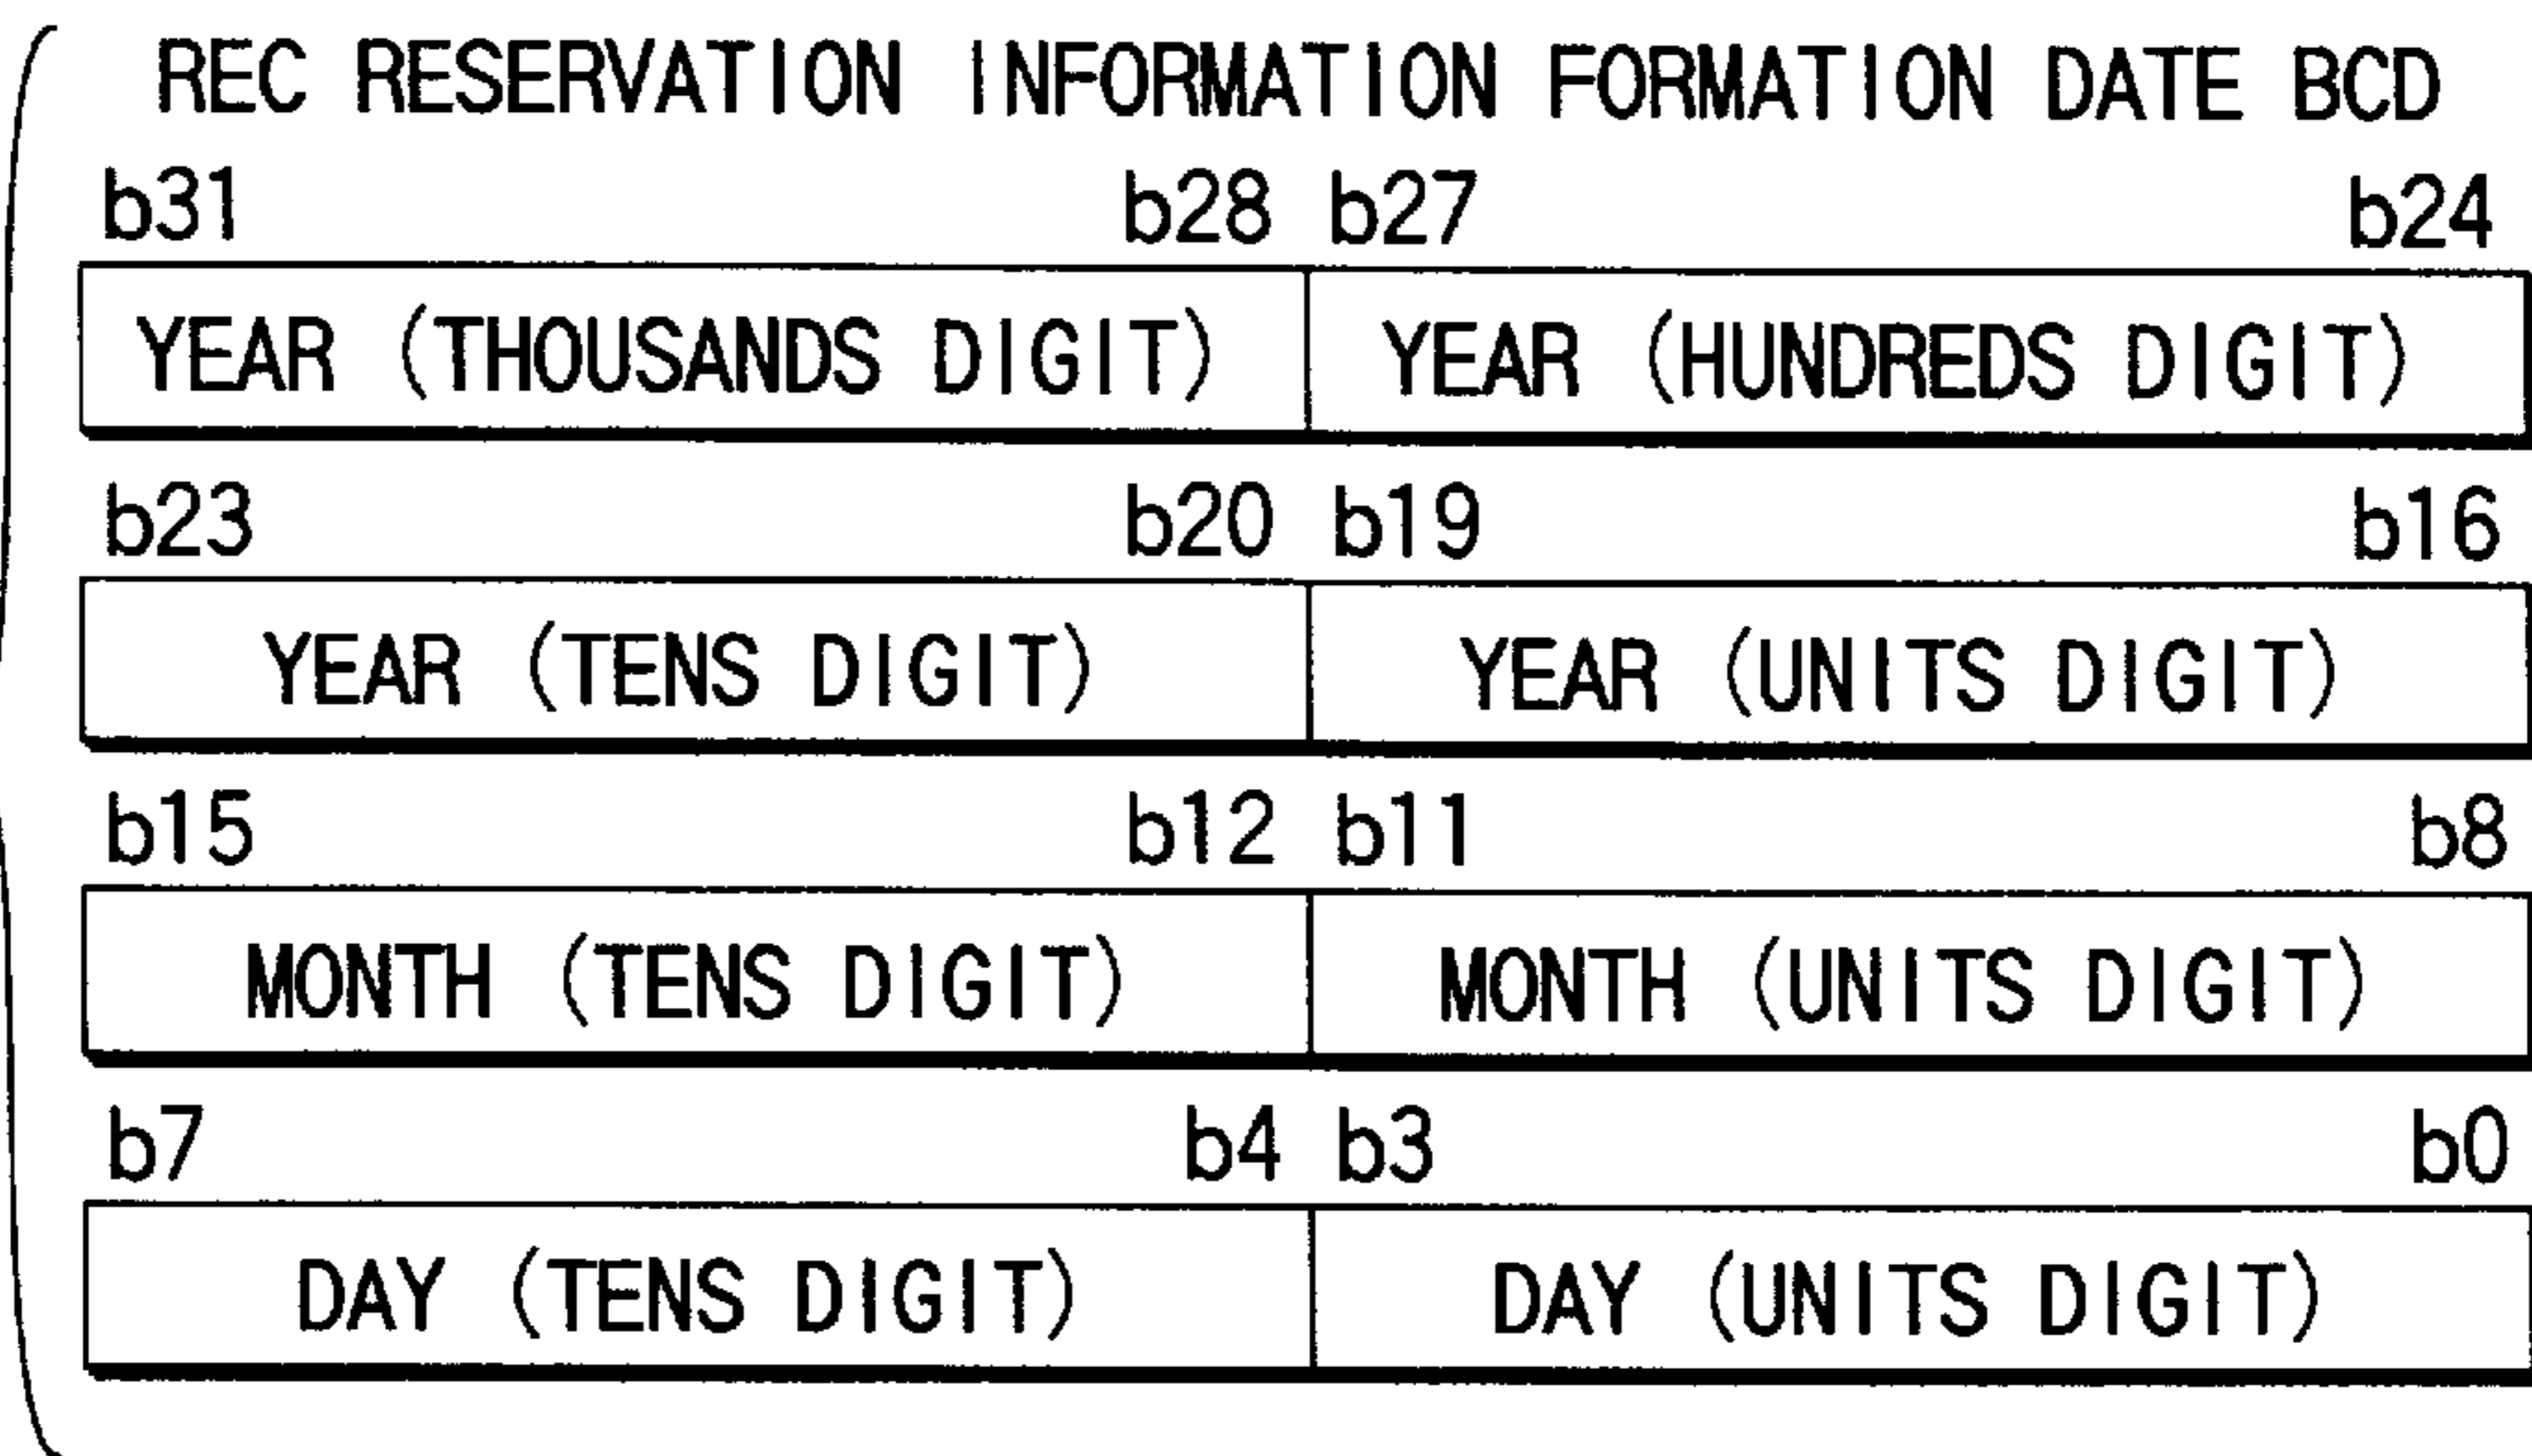 REC RESERVATION INFORMATION FORMATION DATE BCD
b31 b28 b27 b24
YEAR (THOUSANDS DIGIT) YEAR (HUNDREDS DIGIT)
b23 b20 b19 b16
YEAR (TENS DIGIT) YEAR (UNITS DIGIT)
b15 b12 b11 b8
MONTH (TENS DIGIT) MONTH (UNITS DIGIT)
b7 b4 b3 b0
DAY (TENS DIGIT) DAY (UNITS DIGIT)